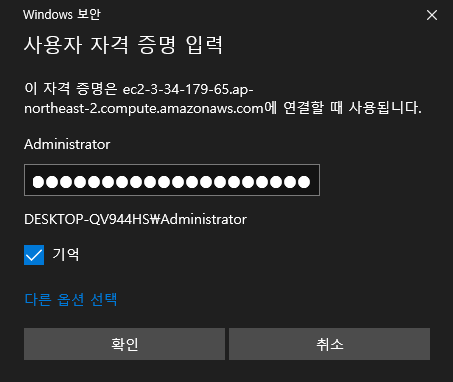 Windows 보안
사용자 자격 증명 입력
이 자격 증명은 ec2-3-34-179-65.ap-
northeast-2.compute.amazonaws.com에 연결할 때 사용됩니다.
Administrator
●●●●●●●●●●●●●●●●●●●●
DESKTOP-QV944HS₩Administrator
기억
다른 옵션 선택
확인
취소